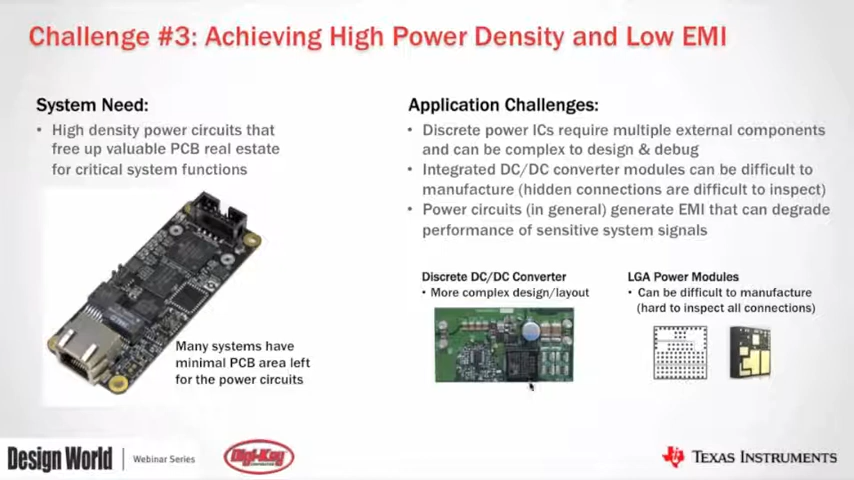 Challenge #3: Achieving High Power Density and Low EMI
System Need:
• High density power circuits that
free up valuable PCB real estate
for critical system functions
Many systems have
minimal PCB area left
for the power circuits
Application Challenges:
• Discrete power ICs require multiple external components
and can be complex to design & debug
• Integrated DC/DC converter modules can be difficult to
manufacture (hidden connections are difficult to inspect)
• Power circuits (in general) generate EMI that can degrade
performance of sensitive system signals
Discrete DC/DC Converter
• More complex design/layout
LGA Power Modules
• Can be difficult to manufacture
(hard to inspect all connections)
Design World
Webinar Series
Digi-Key
CORPORATION
TEXAS INSTRUMENTS